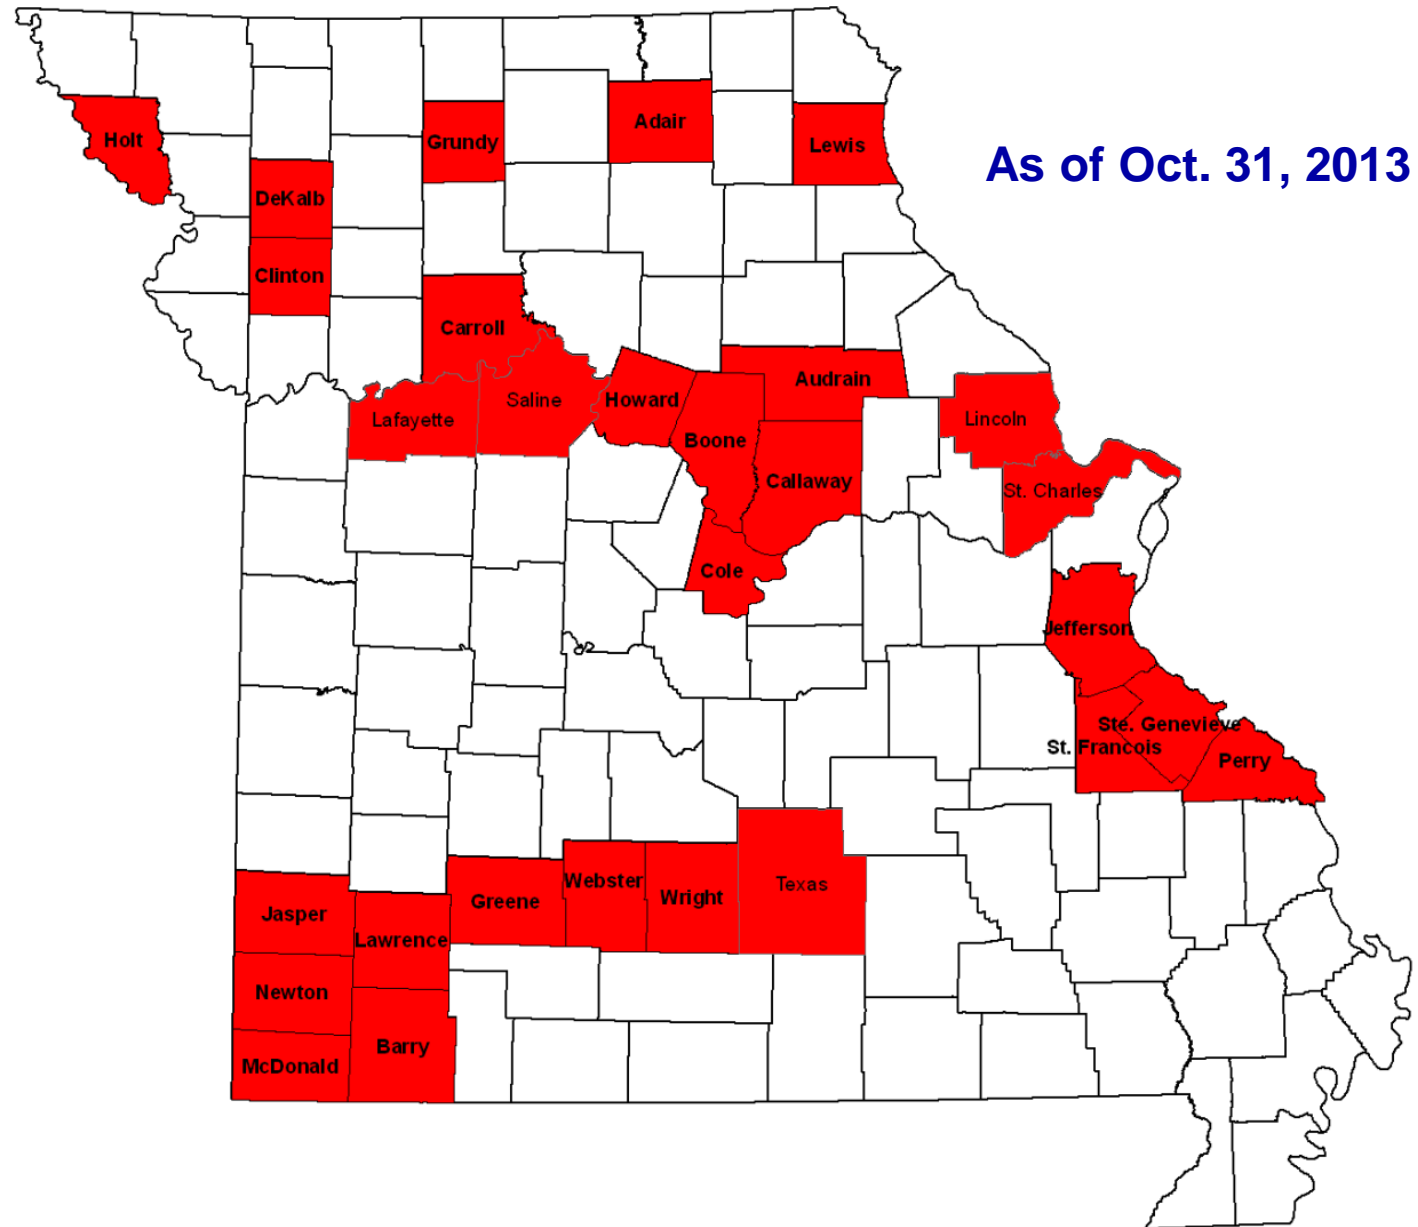 Adair
Holt
Grundy
Lewis
As of Oct. 31, 2013
DeKalb
Clinton
Carroll
Audrain
Saline
Howard
Lafayette
Lincoln
Boone
Callaway
St. Charles
Cole
Jefferson
Ste. Genevieve
St. Francois
Perry
Webster
Texas
Wright
Greene
Jasper
Lawrence
Newton
Barry
McDonald